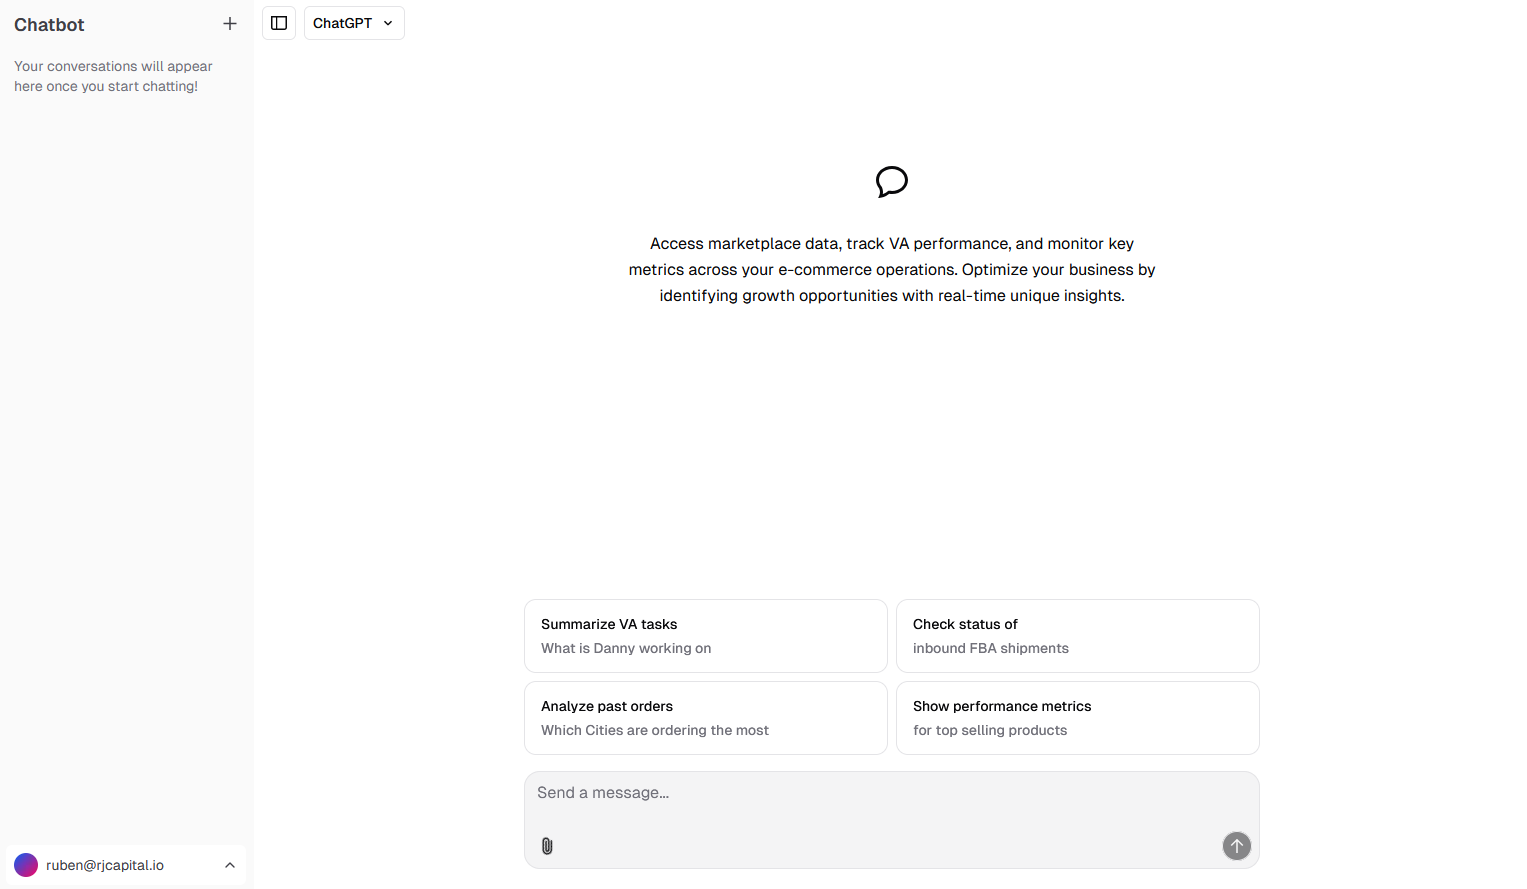 Chatbot
Your conversations will appear
here once you start chatting!
ChatGPT
Access marketplace data, track VA performance, and monitor key
metrics across your e-commerce operations. Optimize your business by
identifying growth opportunities with real-time unique insights.
Summarize VA tasks
What is Danny working on
Check status of
inbound FBA shipments
Analyze past orders
Which Cities are ordering the most
Show performance metrics
for top selling products
Send a message...
ruben@rjcapital.io